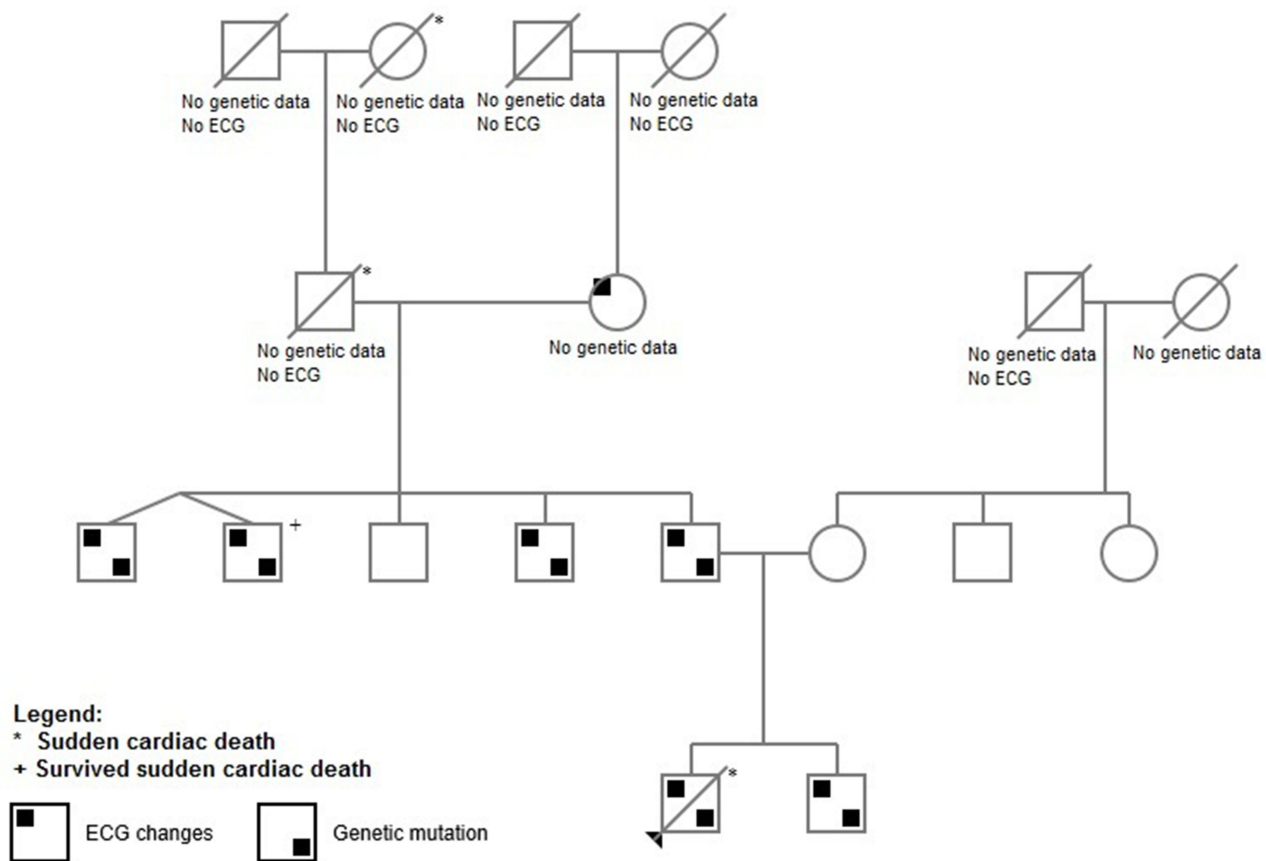 *
No genetic data
No ECG
No genetic data
No ECG
No genetic data
No ECG
No genetic data
No ECG
*
No genetic data
No ECG
No genetic data
No genetic data
No ECG
No genetic data
+
Legend:
* Sudden cardiac death
+ Survived sudden cardiac death
*
ECG changes
Genetic mutation